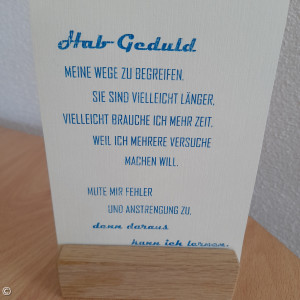 Hab Geduld
MEINE WEGE ZU BEGREIFEN.
SIE SIND VIELLEICHT LÄNGER,
VIELLEICHT BRAUCHE ICH MEHR ZEIT,
WEIL ICH MEHRERE VERSUCHE
MACHEN WILL.
MUTE MIR FEHLER
UND ANSTRENGUNG ZU,
denn daraus
kann ich lernen.
©